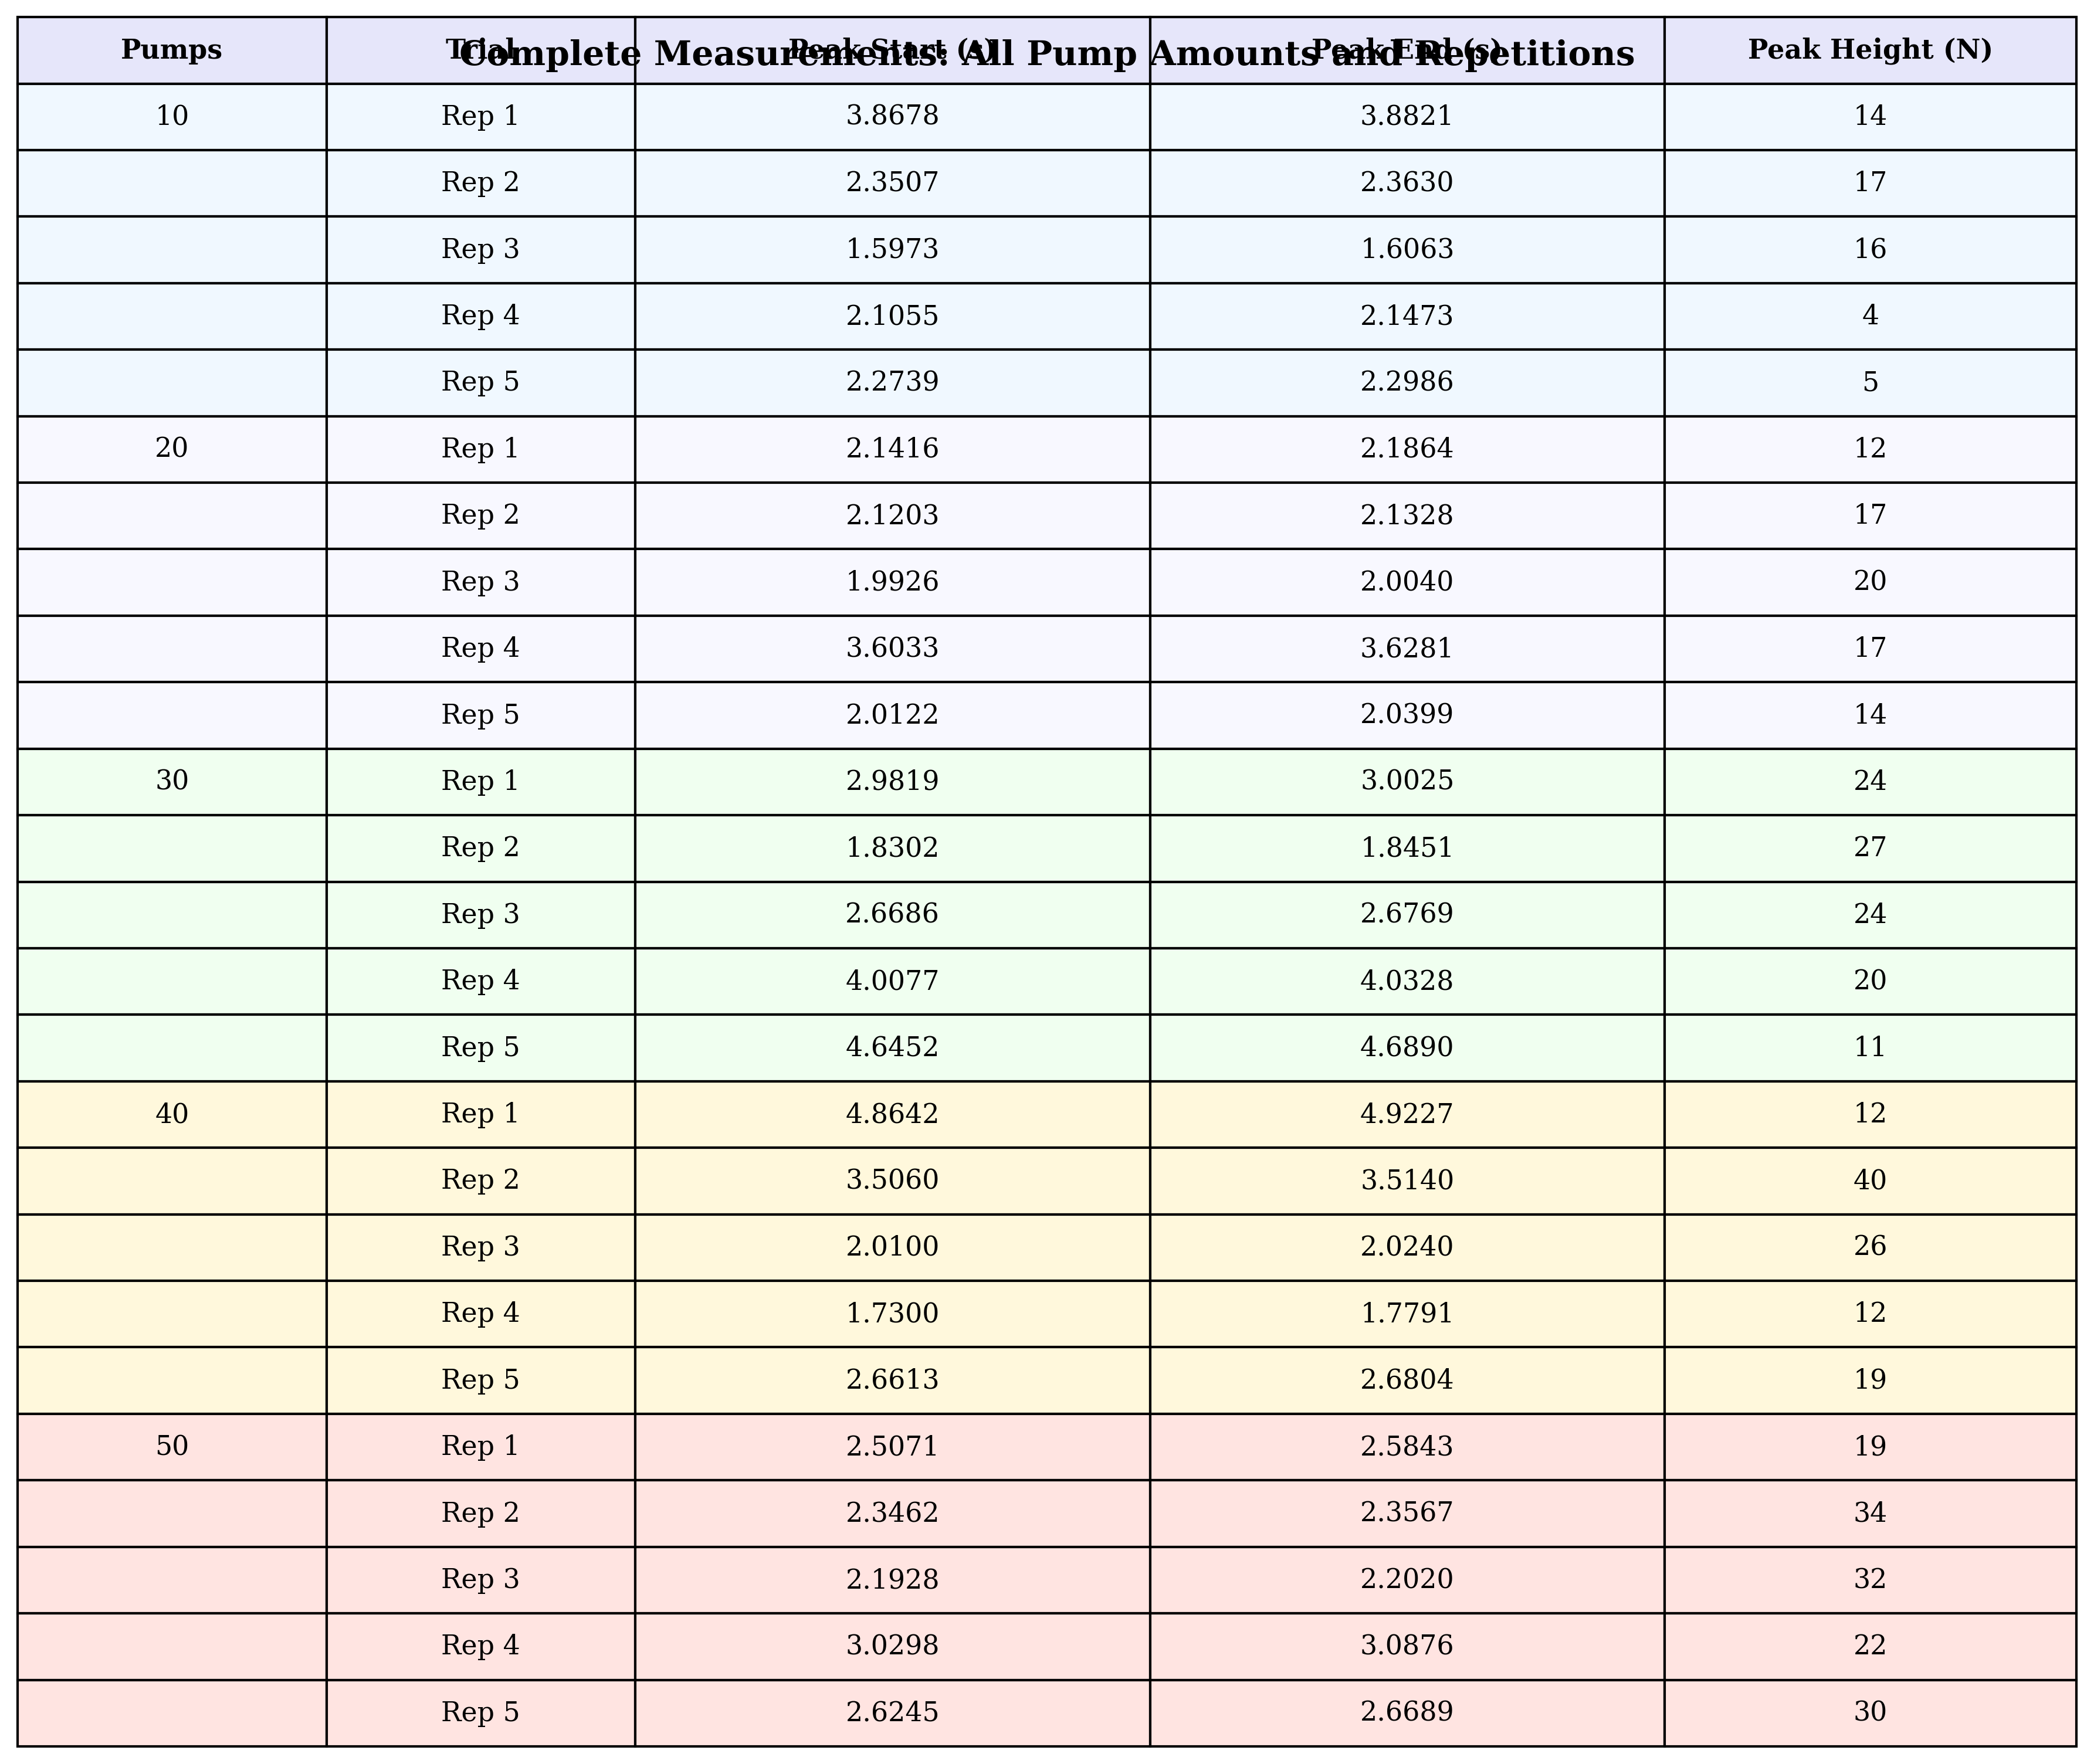 Complete Measurements: All Pump Amounts and Repetitions
Pumps Trial Peak Start (s) Peak End (s) Peak Height (N)
10 Rep 1 3.8678 3.8821 14
Rep 2 2.3507 2.3630 17
Rep 3 1.5973 1.6063 16
Rep 4 2.1055 2.1473 4
Rep 5 2.2739 2.2986 5
20 Rep 1 2.1416 2.1864 12
Rep 2 2.1203 2.1328 17
Rep 3 1.9926 2.0040 20
Rep 4 3.6033 3.6281 17
Rep 5 2.0122 2.0399 14
30 Rep 1 2.9819 3.0025 24
Rep 2 1.8302 1.8451 27
Rep 3 2.6686 2.6769 24
Rep 4 4.0077 4.0328 20
Rep 5 4.6452 4.6890 11
40 Rep 1 4.8642 4.9227 12
Rep 2 3.5060 3.5140 40
Rep 3 2.0100 2.0240 26
Rep 4 1.7300 1.7791 12
Rep 5 2.6613 2.6804 19
50 Rep 1 2.5071 2.5843 19
Rep 2 2.3462 2.3567 34
Rep 3 2.1928 2.2020 32
Rep 4 3.0298 3.0876 22
Rep 5 2.6245 2.6689 30